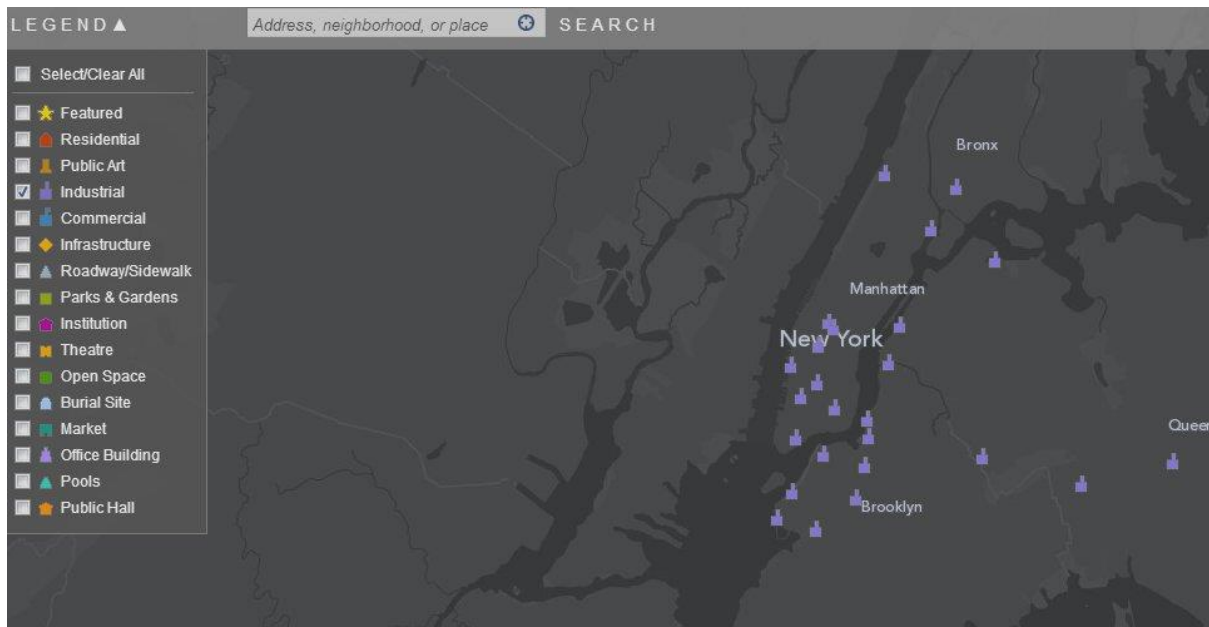 LEGEND▲ Address, neighborhood, or place SEARCH
Select/Clear All
Featured
Residential
Public Art
Industrial
Commercial
Infrastructure
Roadway/Sidewalk
Parks & Gardens
Institution
Theatre
Open Space
Burial Site
Market
Office Building
Pools
Public Hall
Bronx
Manhattan
New York
Queen
Brooklyn